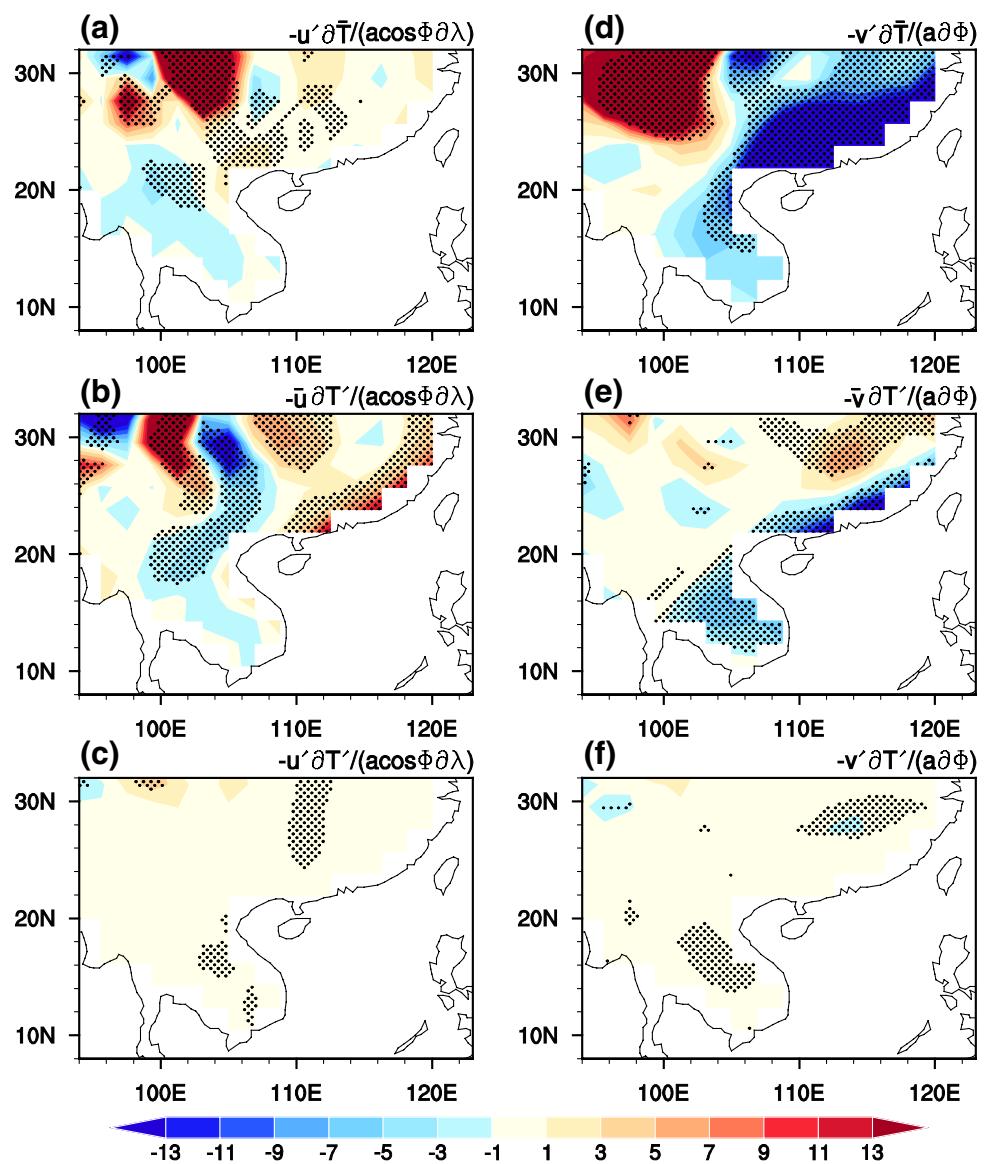 (a) -u′∂T̄/(acosΦ∂λ)
30N
20N
10N
100E 110E 120E
(d) -v′∂T̄/(a∂Φ)
30N
20N
10N
100E 110E 120E
(b) -ū∂T′/(acosΦ∂λ)
30N
20N
10N
100E 110E 120E
(e) -v̄∂T′/(a∂Φ)
30N
20N
10N
100E 110E 120E
(c) -u′∂T′/(acosΦ∂λ)
30N
20N
10N
100E 110E 120E
(f) -v′∂T′/(a∂Φ)
30N
20N
10N
100E 110E 120E
-13 -11 -9 -7 -5 -3 -1 1 3 5 7 9 11 13